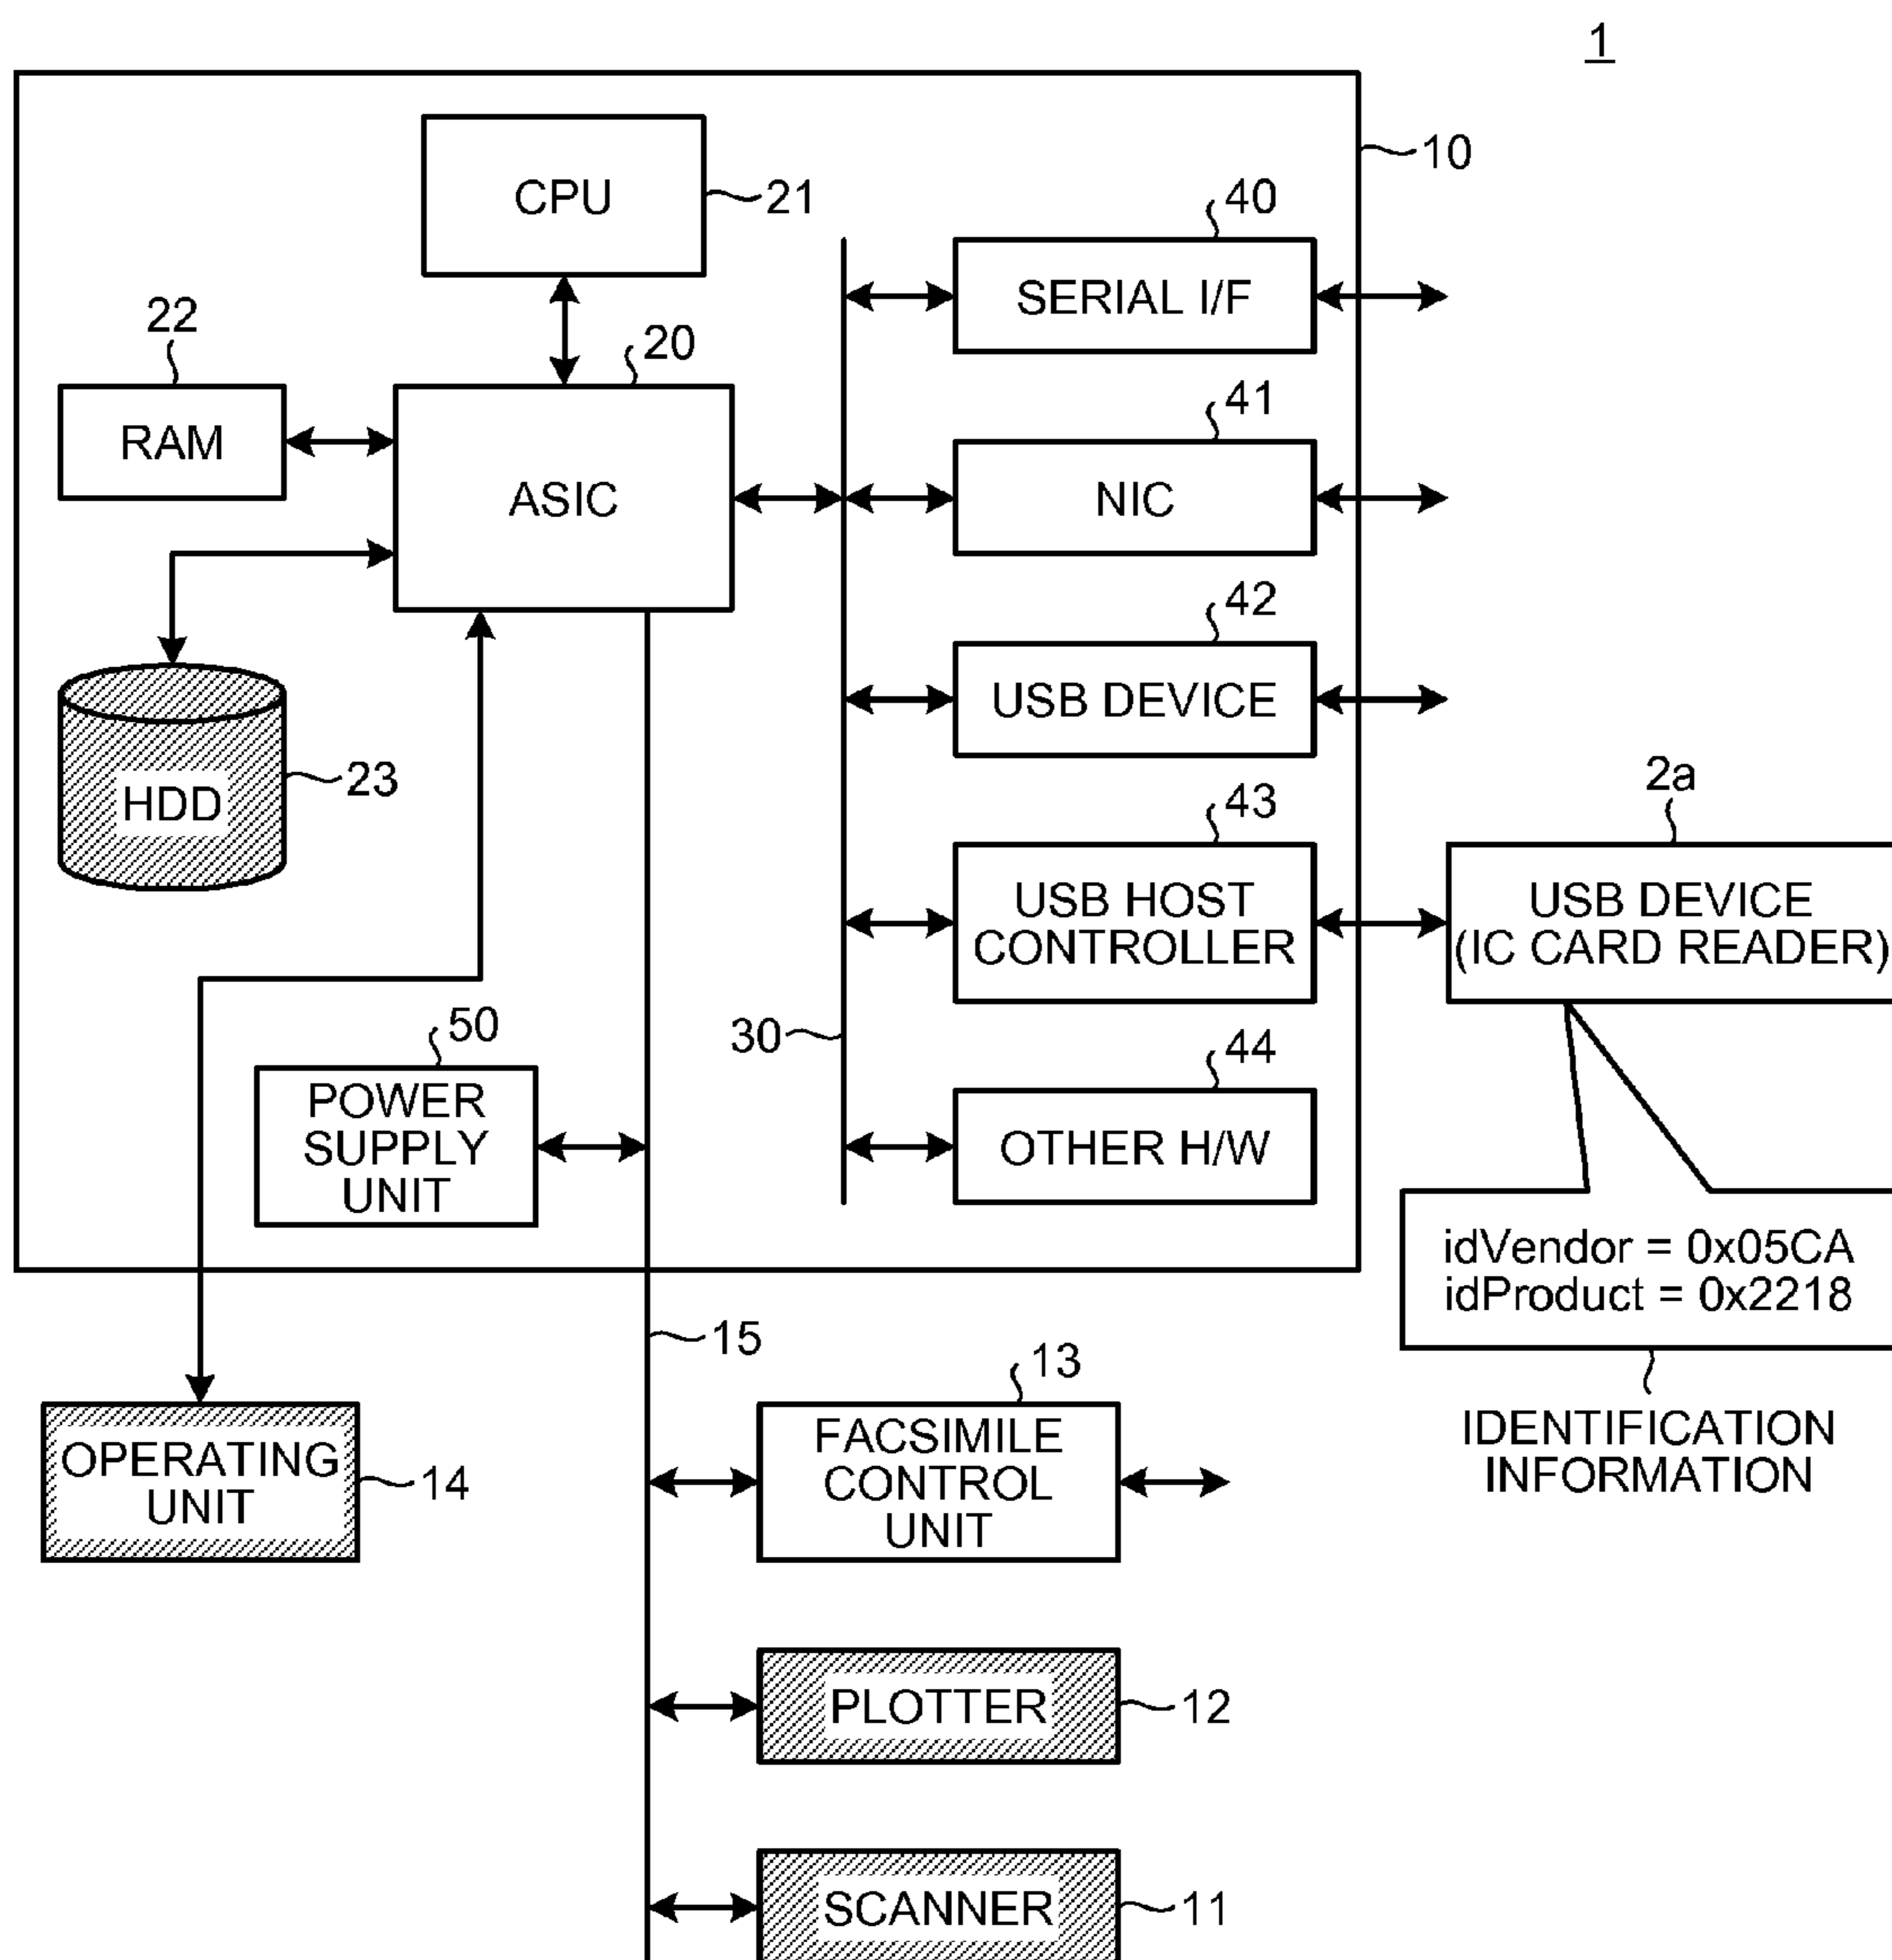 1
10
CPU
21
40
SERIAL I/F
22
20
RAM
ASIC
41
NIC
42
USB DEVICE
HDD
23
43
USB HOST
CONTROLLER
2a
USB DEVICE
(IC CARD READER)
30
50
POWER
SUPPLY
UNIT
44
OTHER H/W
idVendor = 0x05CA
idProduct = 0x2218
IDENTIFICATION
INFORMATION
15
13
FACSIMILE
CONTROL
UNIT
OPERATING
UNIT
14
PLOTTER
12
SCANNER
11